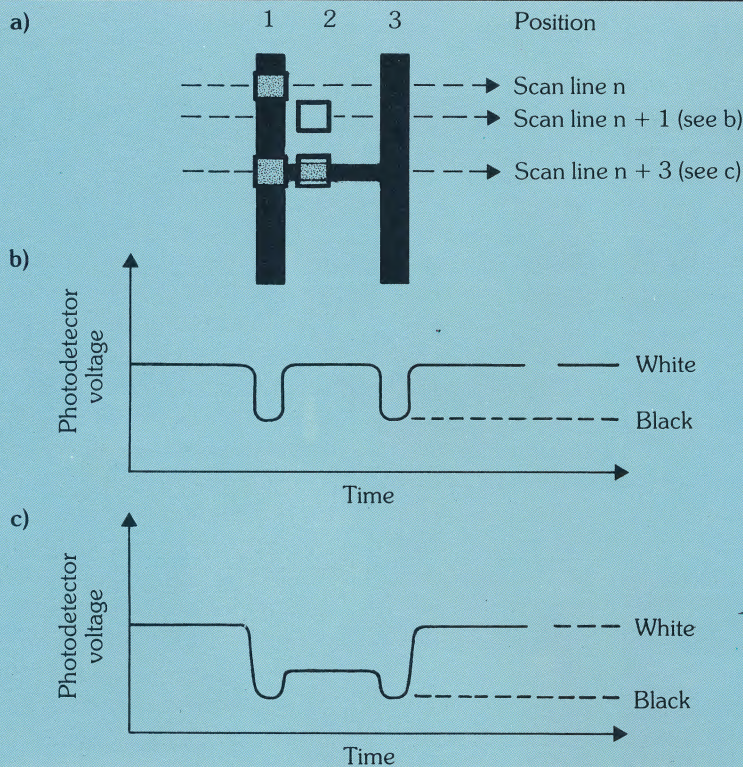 a) 1 2 3 Position
Scan line n
Scan line n + 1 (see b)
Scan line n + 3 (see c)
b)
Photodetector
voltage
White
Black
Time
c)
Photodetector
voltage
White
Black
Time